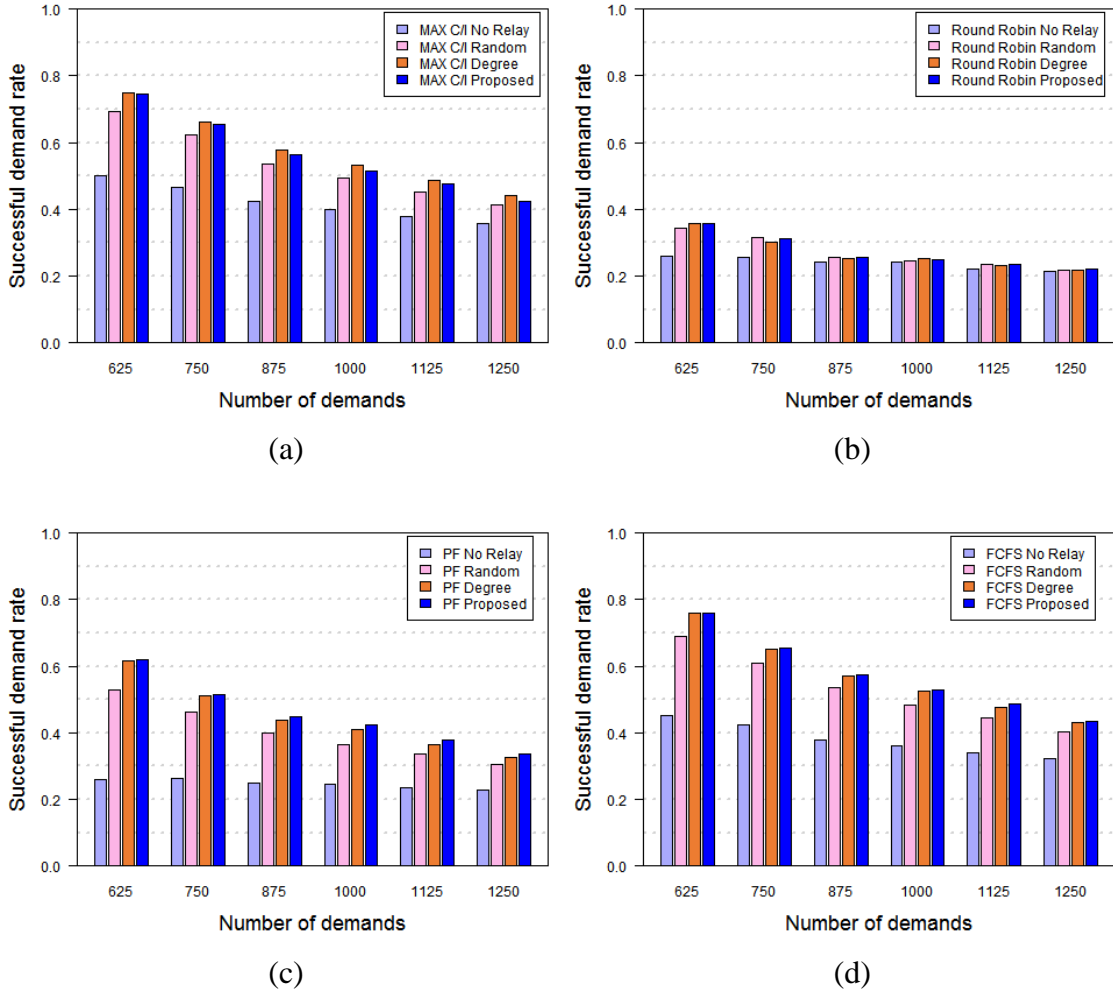 1.0
0.8
0.6
0.4
0.2
0.0
Successful demand rate
MAX C/I No Relay
MAX C/I Random
MAX C/I Degree
MAX C/I Proposed
625 750 875 1000 1125 1250
Number of demands
(a)
1.0
0.8
0.6
0.4
0.2
0.0
Successful demand rate
Round Robin No Relay
Round Robin Random
Round Robin Degree
Round Robin Proposed
625 750 875 1000 1125 1250
Number of demands
(b)
1.0
0.8
0.6
0.4
0.2
0.0
Successful demand rate
PF No Relay
PF Random
PF Degree
PF Proposed
625 750 875 1000 1125 1250
Number of demands
(c)
1.0
0.8
0.6
0.4
0.2
0.0
Successful demand rate
FCFS No Relay
FCFS Random
FCFS Degree
FCFS Proposed
625 750 875 1000 1125 1250
Number of demands
(d)